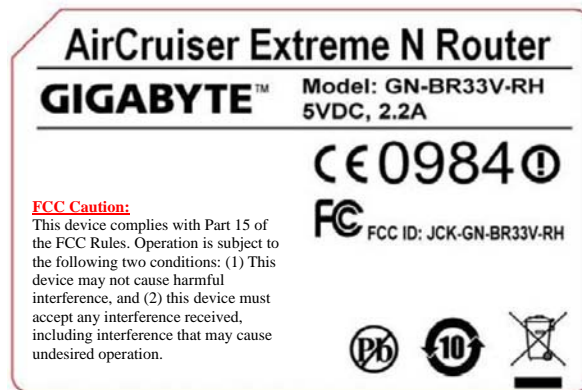 AirCruiser Extreme N Router
GIGABYTE™
Model: GN-BR33V-RH
5VDC, 2.2A
CE0984
FC FCC ID: JCK-GN-BR33V-RH
FCC Caution:
This device complies with Part 15 of
the FCC Rules. Operation is subject to
the following two conditions: (1) This
device may not cause harmful
interference, and (2) this device must
accept any interference received,
including interference that may cause
undesired operation.
Pb
10